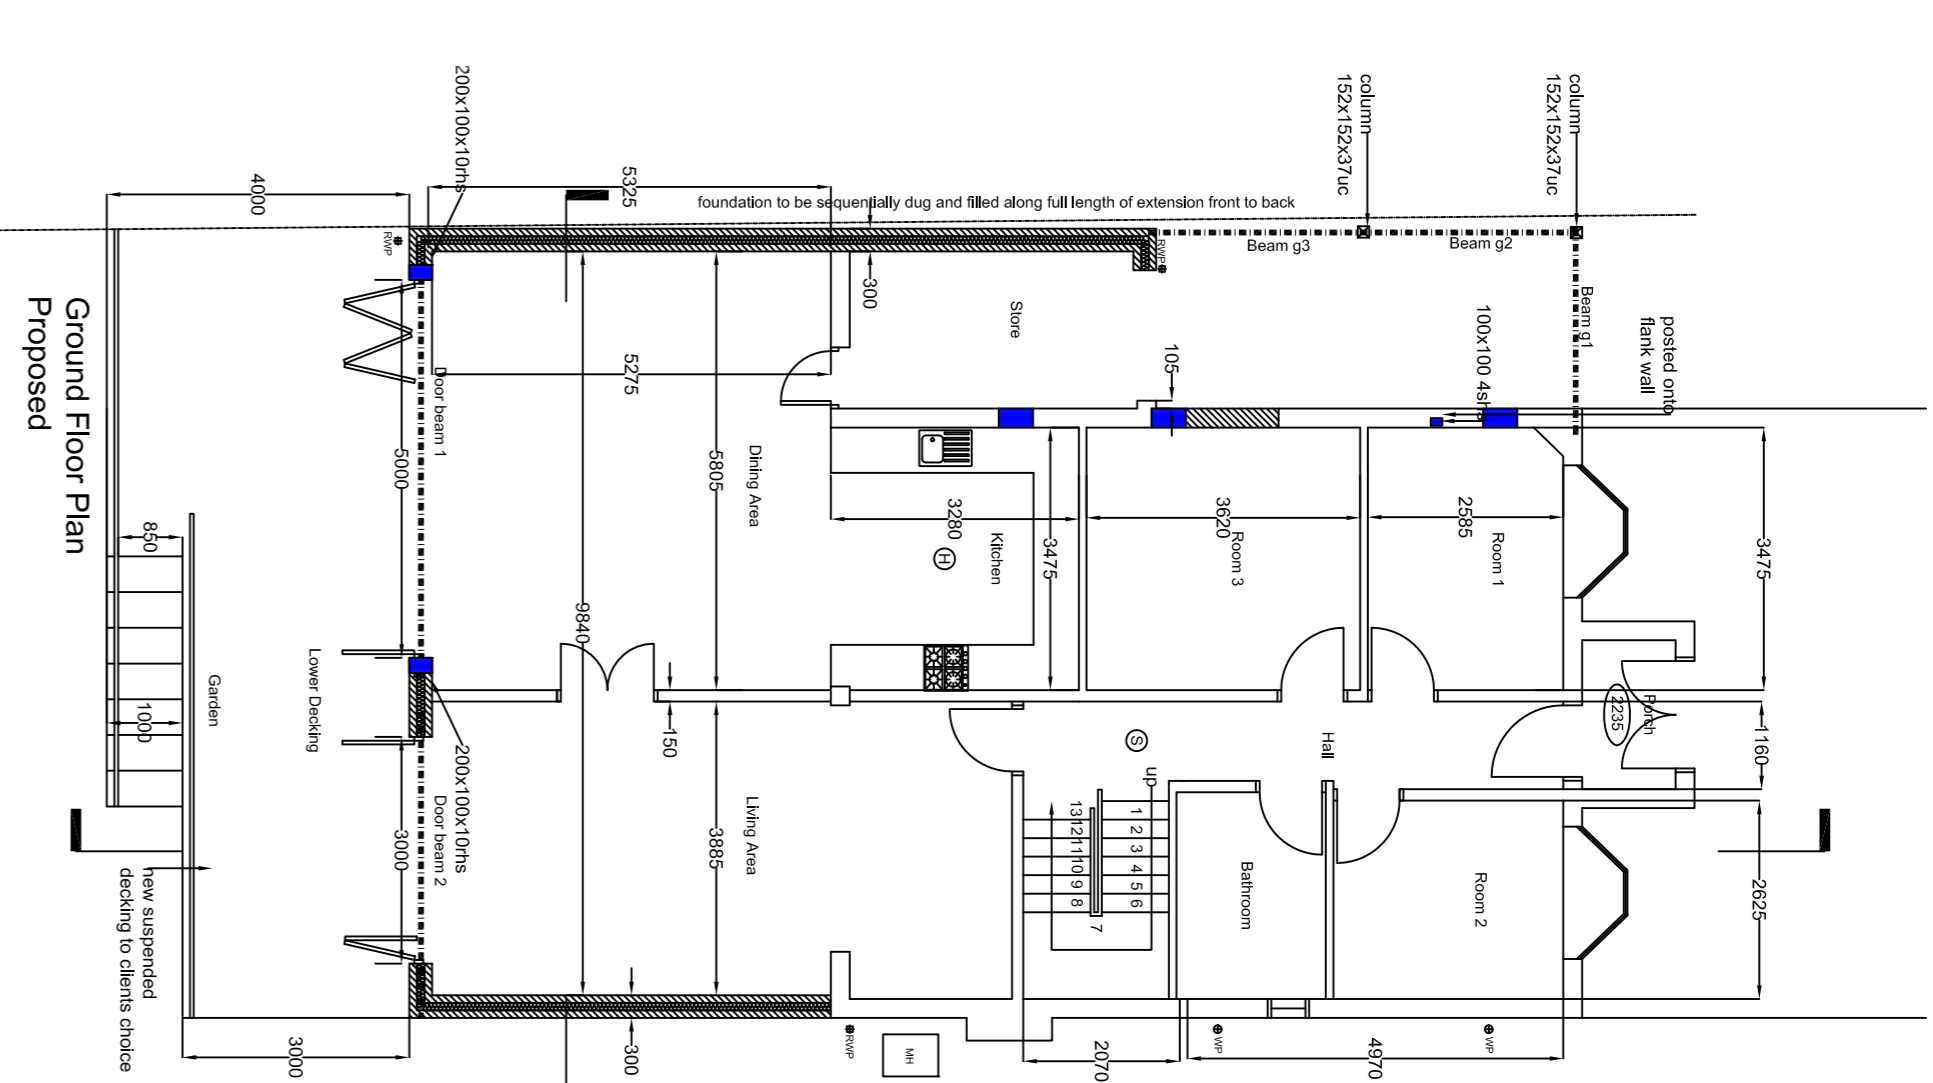 Ground Floor Plan
Proposed
column
152x152x37uc
column
152x152x37uc
200x100x10rhs
4000
5325
foundation to be sequentially dug and filled along full length of extension front to back
RWP
RWP
Beam g3
Beam g2
Beam g1
300
Store
105
100x100 4shs
posted onto
flank wall
5275
Door beam 1
5000
5805
Dining Area
3280
H
Kitchen
3475
3620
Room 3
2585
Room 1
3475
850
9840
Lower Decking
Garden
1000
150
S
up
Hall
2235
Porch
1160
200x100x10rhs
Door beam 2
3000
3885
Living Area
1
2
3
4
5
6
7
8
9
10
11
12
13
Bathroom
Room 2
2625
new suspended
decking to clients choice
3000
300
RWP
MH
2070
WP
4970
WP